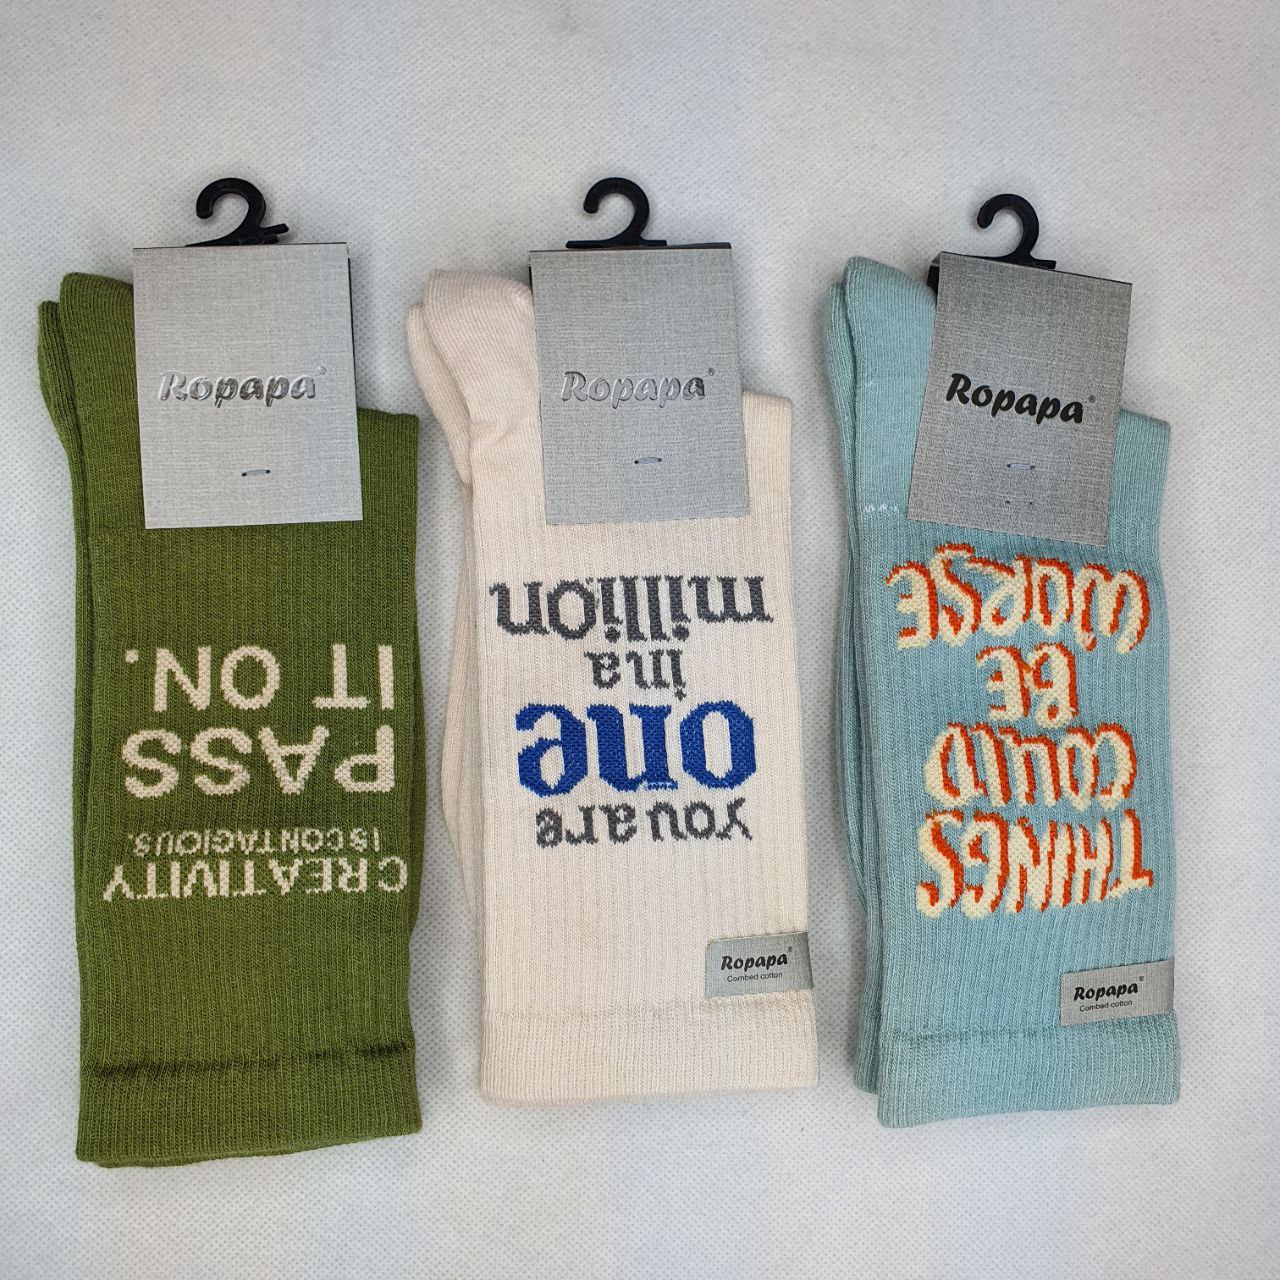 Ropapa®
CREATIVITY
IS CONTAGIOUS.
PASS
IT ON.
Ropapa®
you are
one
in a
million
Ropapa®
Combed cotton
Ropapa®
THINGS
COULD
BE
WORSE
Ropapa®
Combed cotton